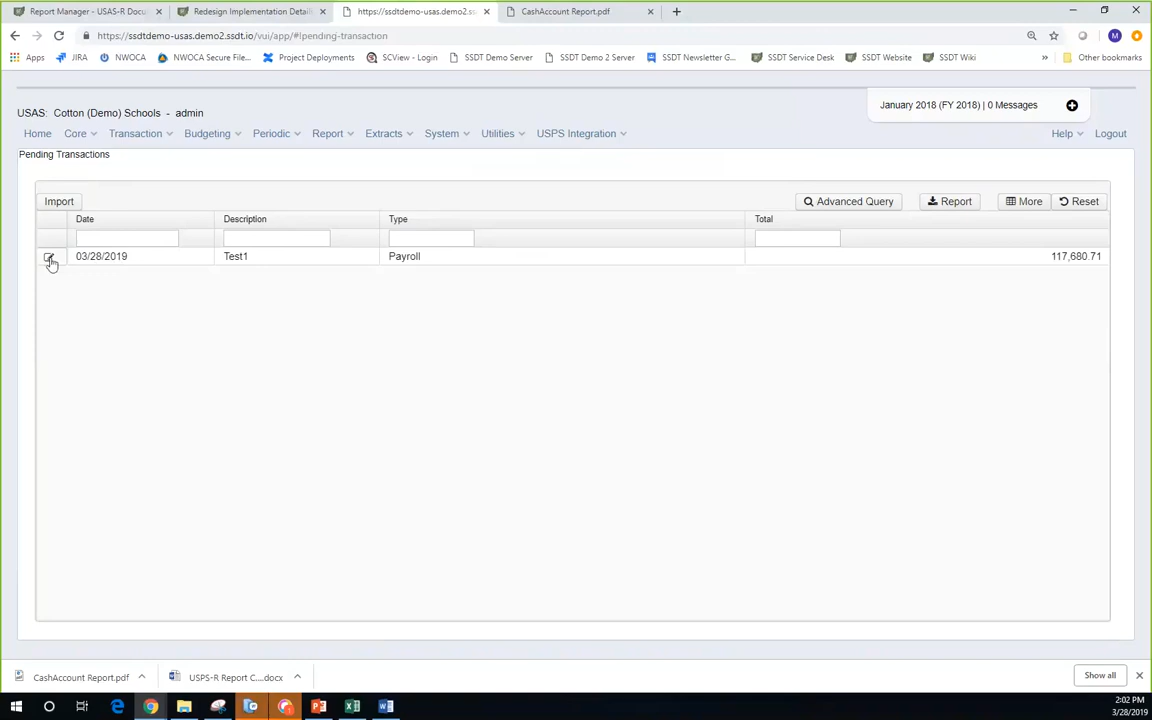 Report Manager - USAS-R Docu
Redesign Implementation Detail
https://ssdtdemo-usas.demo2.ss
CashAccount Report.pdf
https://ssdtdemo-usas.demo2.ssdt.io/vui/app/#!pending-transaction
M
Apps
JIRA
NWOCA
NWOCA Secure File...
Project Deployments
SCView - Login
SSDT Demo Server
SSDT Demo 2 Server
SSDT Newsletter G...
SSDT Service Desk
SSDT Website
SSDT Wiki
»
Other bookmarks
January 2018 (FY 2018) | 0 Messages
USAS: Cotton (Demo) Schools - admin
Home
Core
Transaction
Budgeting
Periodic
Report
Extracts
System
Utilities
USPS Integration
Help
Logout
Pending Transactions
Import
Advanced Query
Report
More
Reset
Date
Description
Type
Total
03/28/2019
Test1
Payroll
117,680.71
CashAccount Report.pdf
USPS-R Report C....docx
Show all
2:02 PM
3/28/2019